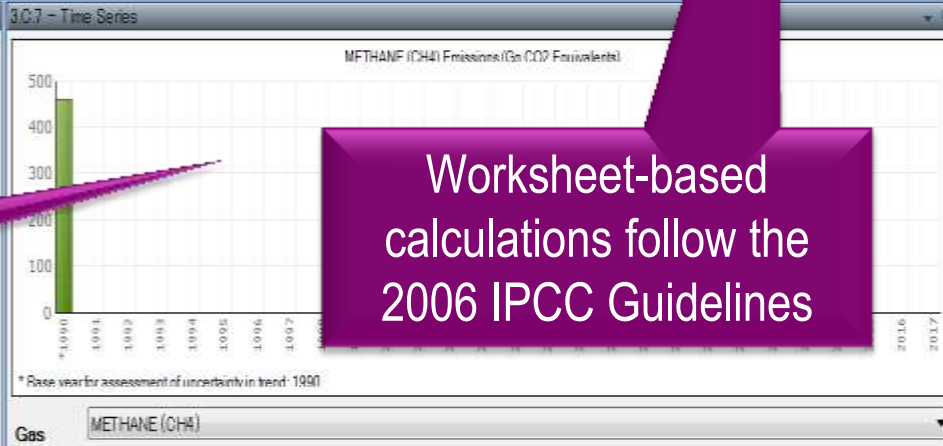 3.C.7 - Time Series
METHANE (CH4) Emissions (Gg CO2 Equivalents)
500
400
300
200
100
0
*1990 1991 1992 1993 1994 1995 1996 1997 2016 2017
Worksheet-based
calculations follow the
2006 IPCC Guidelines
* Base year for assessment of uncertainty in trend: 1990
Gas METHANE (CH4)